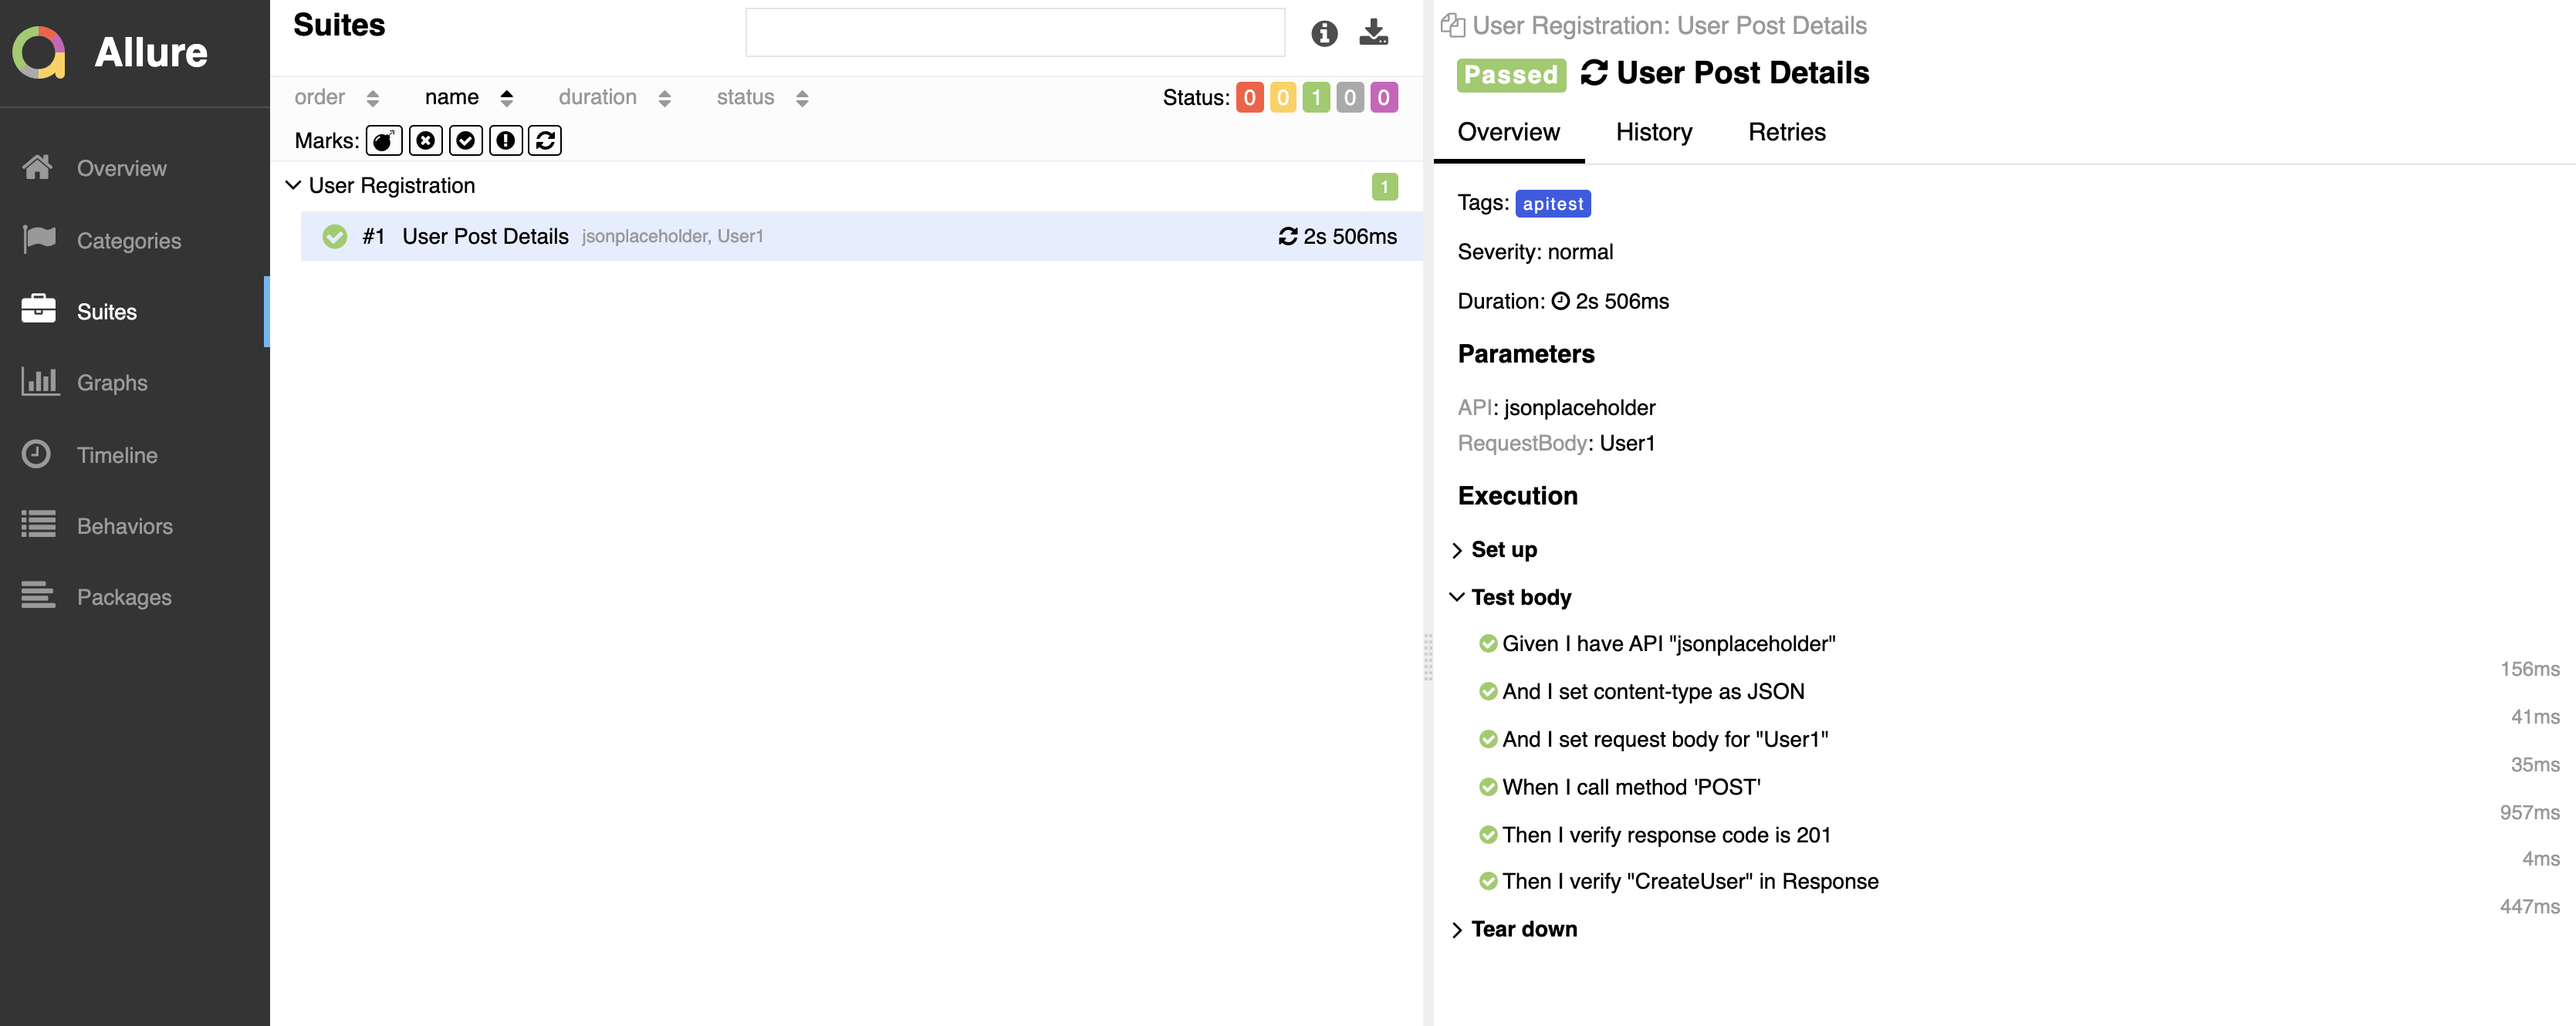 Allure
Overview
Categories
Suites
Graphs
Timeline
Behaviors
Packages
Suites
order name duration status Status: 0 0 1 0 0
Marks:
User Registration 1
#1 User Post Details jsonplaceholder, User1 2s 506ms
User Registration: User Post Details
Passed User Post Details
Overview History Retries
Tags: apitest
Severity: normal
Duration: 2s 506ms
Parameters
API: jsonplaceholder
RequestBody: User1
Execution
Set up
Test body
Given I have API "jsonplaceholder"
156ms
And I set content-type as JSON
41ms
And I set request body for "User1"
35ms
When I call method 'POST'
957ms
Then I verify response code is 201
4ms
Then I verify "CreateUser" in Response
447ms
Tear down